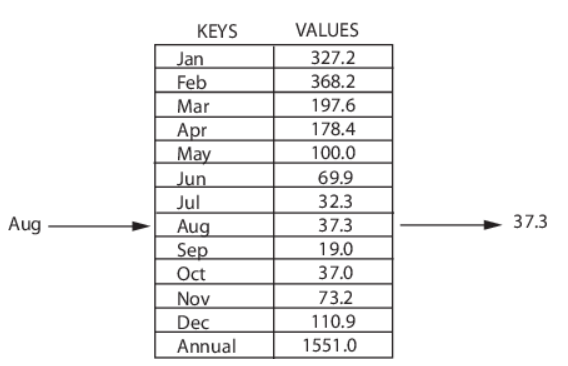 KEYS VALUES
Jan 327.2
Feb 368.2
Mar 197.6
Apr 178.4
May 100.0
Jun 69.9
Jul 32.3
Aug Aug 37.3 37.3
Sep 19.0
Oct 37.0
Nov 73.2
Dec 110.9
Annual 1551.0